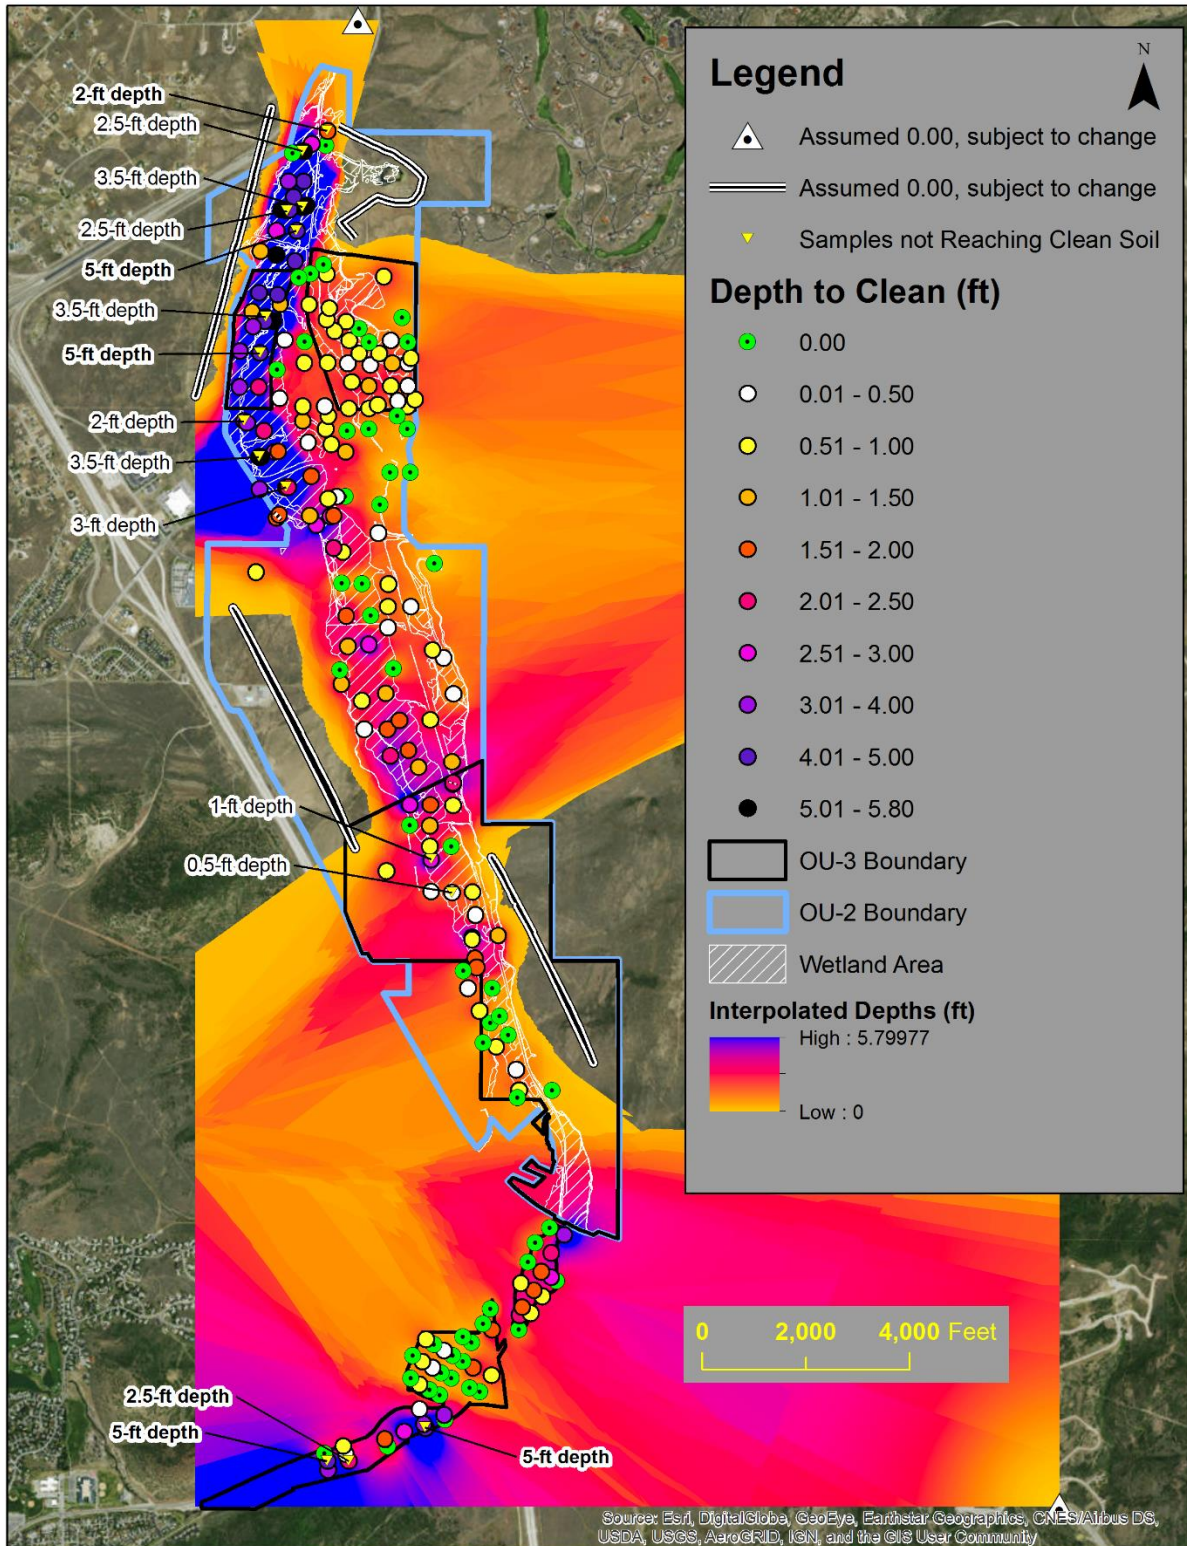 2-ft depth
2.5-ft depth
3.5-ft depth
2.5-ft depth
5-ft depth
3.5-ft depth
5-ft depth
2-ft depth
3.5-ft depth
3-ft depth
1-ft depth
0.5-ft depth
2.5-ft depth
5-ft depth
5-ft depth
Legend
N
Assumed 0.00, subject to change
Assumed 0.00, subject to change
Samples not Reaching Clean Soil
Depth to Clean (ft)
0.00
0.01 - 0.50
0.51 - 1.00
1.01 - 1.50
1.51 - 2.00
2.01 - 2.50
2.51 - 3.00
3.01 - 4.00
4.01 - 5.00
5.01 - 5.80
OU-3 Boundary
OU-2 Boundary
Wetland Area
Interpolated Depths (ft)
High : 5.79977
Low : 0
0 2,000 4,000 Feet
Source: Esri, DigitalGlobe, GeoEye, Earthstar Geographics, CNES/Airbus DS,
USDA, USGS, AeroGRID, IGN, and the GIS User Community